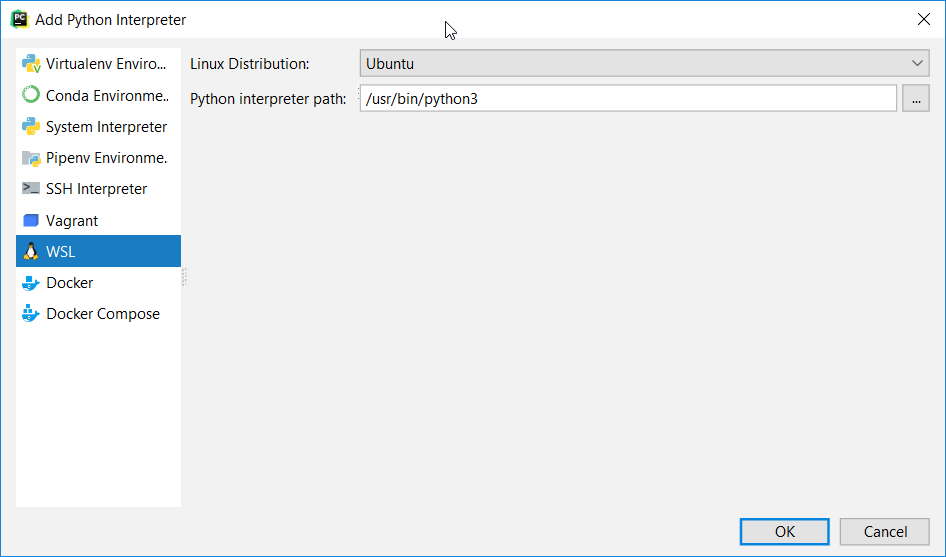 PC Add Python Interpreter
Virtualenv Enviro...
Conda Environme..
System Interpreter
Pipenv Environme.
SSH Interpreter
Vagrant
WSL
Docker
Docker Compose
Linux Distribution: Ubuntu
Python interpreter path: /usr/bin/python3 ...
OK Cancel